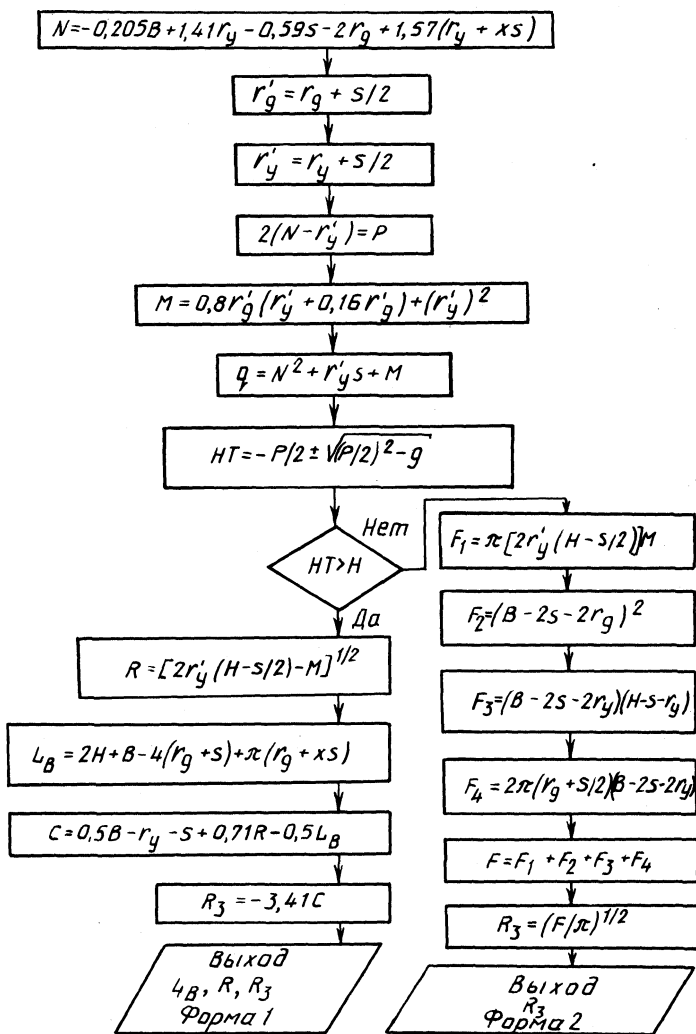 N=-0,205B+1,41r_y-0,59s-2r_g+1,57(r_y+xs)
r'_g=r_g+s/2
r'_y=r_y+s/2
2(N-r'_y)=P
M=0,8r'_g(r'_y+0,16r'_g)+(r'_y)²
q=N²+r'_y s+M
HT=-P/2±√(P/2)²-g
HT>H
Нет
Да
R=[2r'_y(H-s/2)-M]^1/2
L_B=2H+B-4(r_g+s)+π(r_g+xs)
C=0,5B-r_y-s+0,71R-0,5L_B
R_3=-3,41C
Выход
L_B, R, R_3
Форма 1
F_1=π[2r'_y(H-s/2)]M
F_2=(B-2s-2r_g)²
F_3=(B-2s-2r_y)(H-s-r_y)
F_4=2π(r_g+s/2)(B-2s-2r_y)
F=F_1+F_2+F_3+F_4
R_3=(F/π)^1/2
Выход
R_3
Форма 2